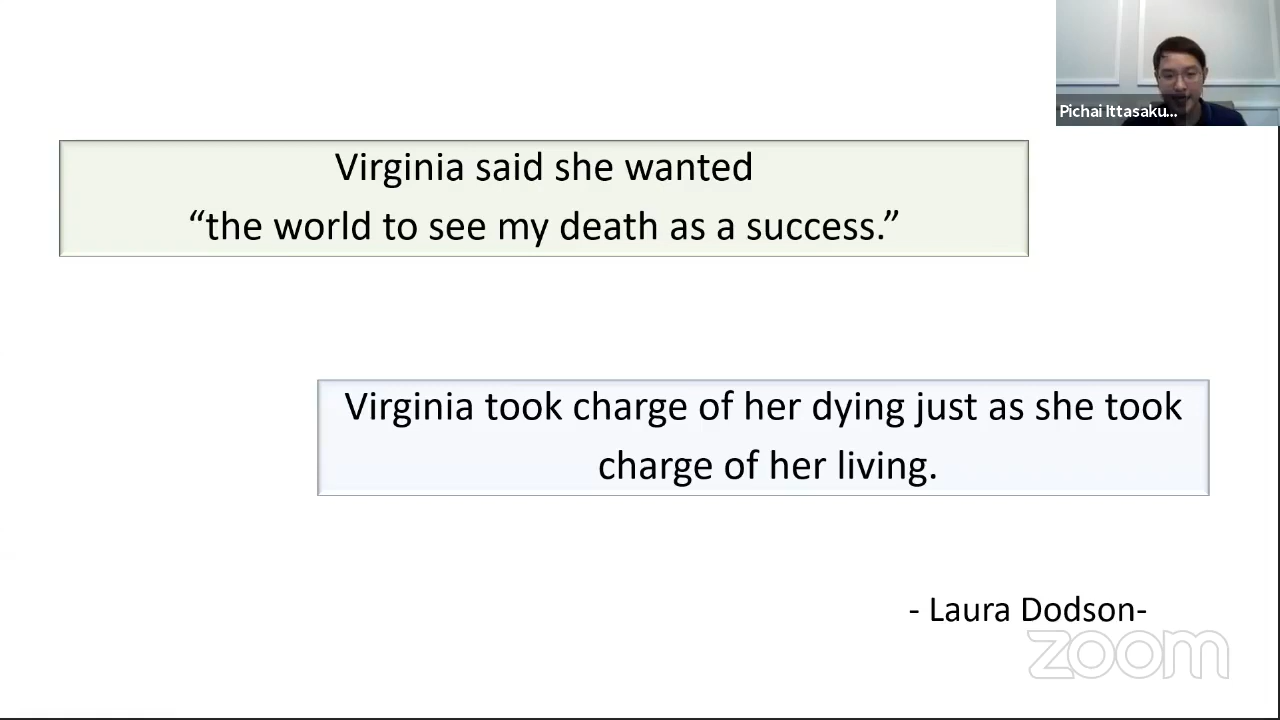 Pichai Ittasaku...
Virginia said she wanted
“the world to see my death as a success.”
Virginia took charge of her dying just as she took
charge of her living.
- Laura Dodson-
zoom